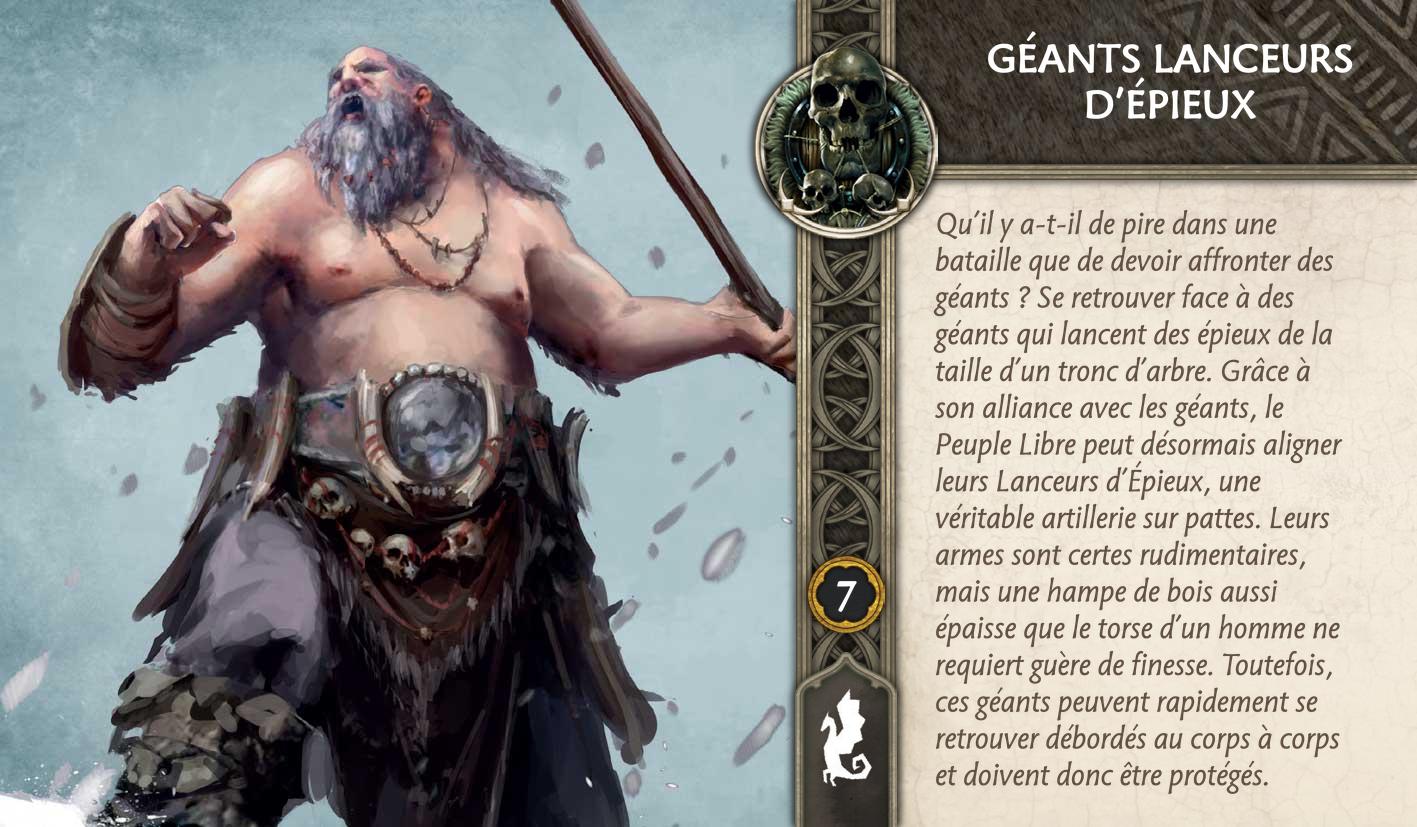 GÉANTS LANCEURS
D'ÉPIEUX
Qu'il y a-t-il de pire dans une
bataille que de devoir affronter des
géants ? Se retrouver face à des
géants qui lancent des épieux de la
taille d'un tronc d'arbre. Grâce à
son alliance avec les géants, le
Peuple Libre peut désormais aligner
leurs Lanceurs d'Épieux, une
véritable artillerie sur pattes. Leurs
armes sont certes rudimentaires,
mais une hampe de bois aussi
épaisse que le torse d'un homme ne
requiert guère de finesse. Toutefois,
ces géants peuvent rapidement se
retrouver débordés au corps à corps
et doivent donc être protégés.
7